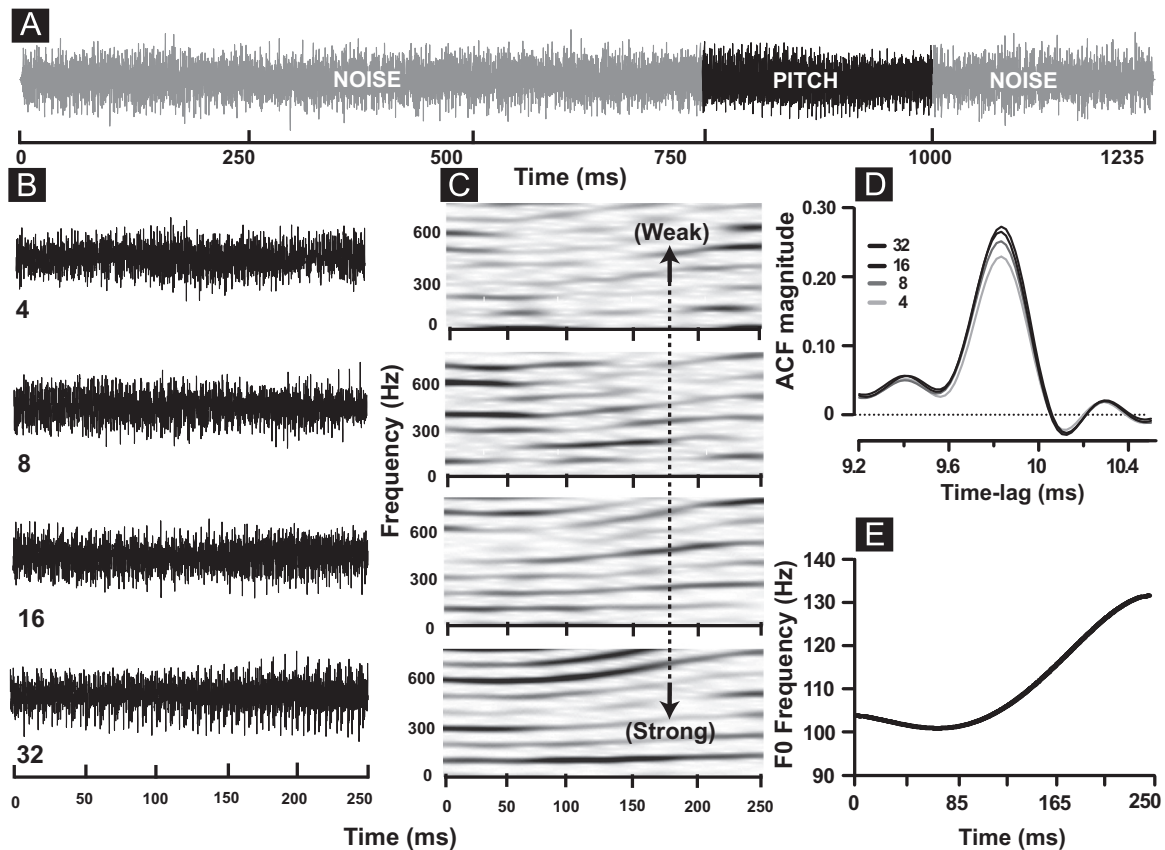 A
NOISE PITCH NOISE
0 250 500 750 1000 1235
Time (ms)
B
4
8
16
32
0 50 100 150 200 250
C
Frequency (Hz)
600
300
0
(Weak)
600
300
0
600
300
0
600
300
0
(Strong)
0 50 100 150 200 250
Time (ms)
D
ACF magnitude
0.30
0.20
0.10
0
32
16
8
4
9.2 9.6 10 10.4
Time-lag (ms)
E
F0 Frequency (Hz)
140
130
120
110
100
90
0 85 165 250
Time (ms)